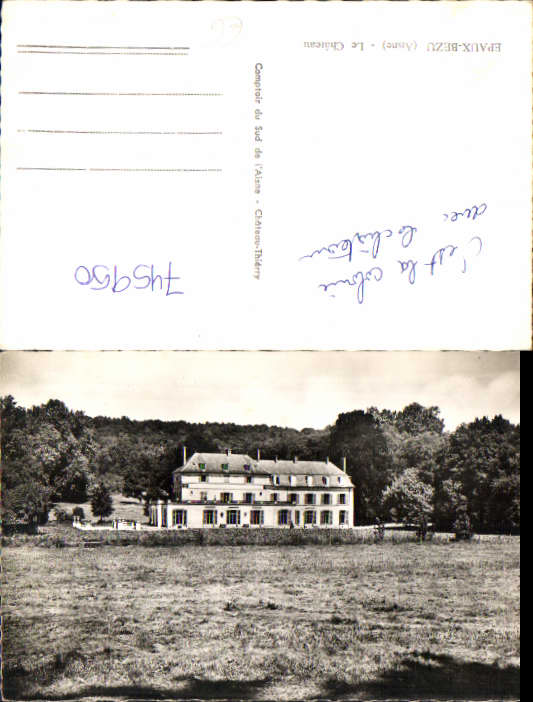 EPAUX-BEZU (Aisne) - Le Château
C'est la colonie
avec le château
Comptoir du Sud de l'Aisne - Château-Thierry
745950